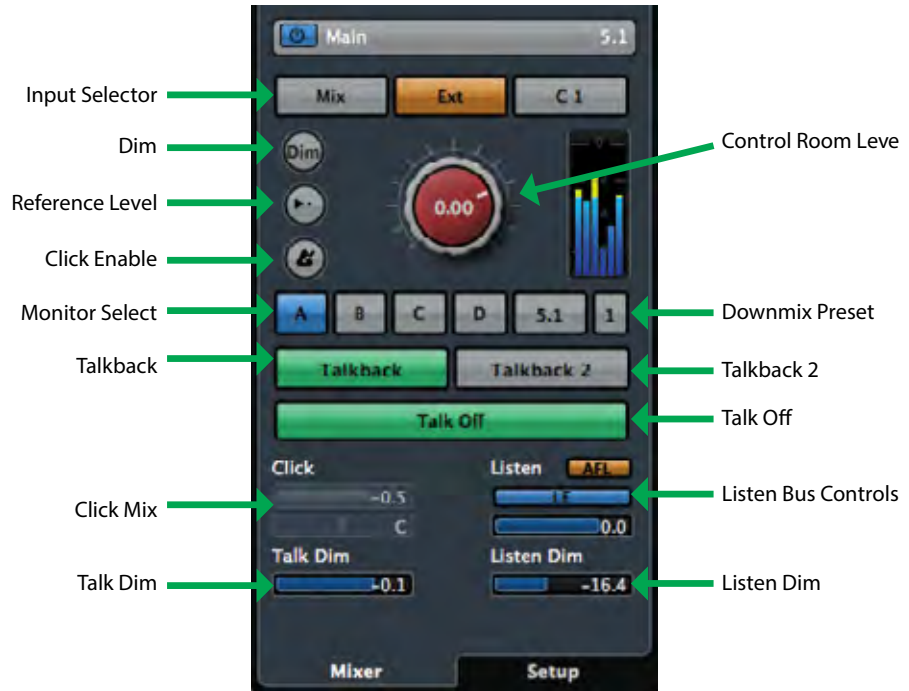 Main 5.1
Input Selector Mix Ext C 1
Dim Dim Control Room Leve
Reference Level 0.00
Click Enable
Monitor Select A B C D 5.1 1 Downmix Preset
Talkback Talkback Talkback 2 Talkback 2
Talk Off Talk Off
Click Listen AFL
Click Mix -0.5 Listen Bus Controls
C 0.0
Talk Dim Listen Dim
Talk Dim -0.1 -16.4 Listen Dim
Mixer Setup